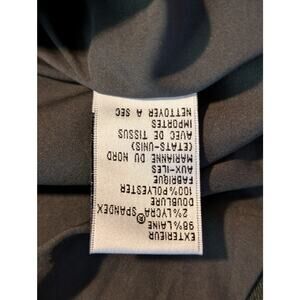 EXTERIEUR
98% LAINE
2% LYCRA® SPANDEX
DOUBLURE
100% POLYESTER
FABRIQUE
AUX-ILES
MARIANNE DU NORD
(ETATS-UNIS)
AVEC DE TISSUS
IMPORTES
NETTOYER A SEC